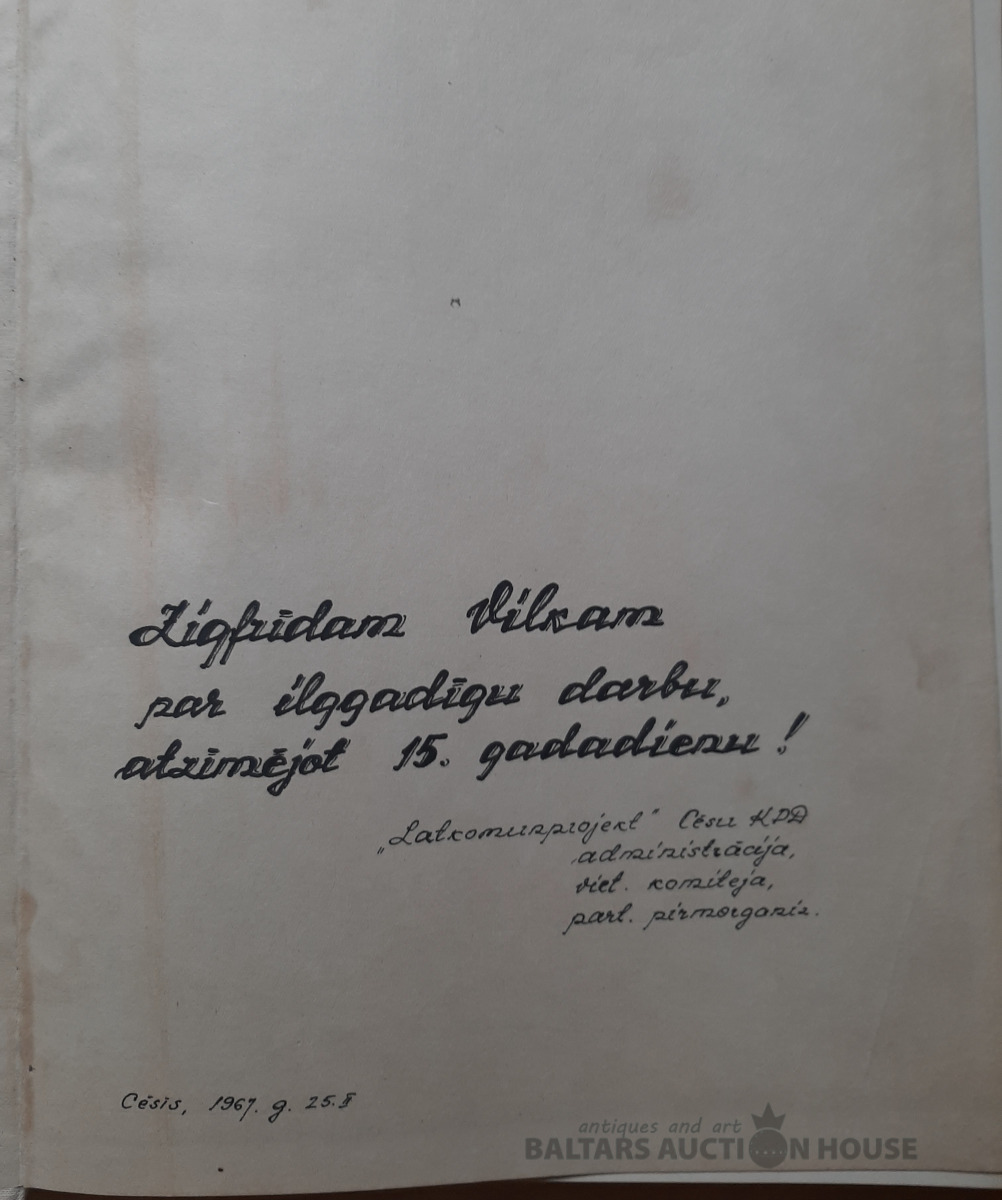 Zigfrīdam Vilkam
par ilggadīgu darbu,
atzīmējot 15. gadadienu!
„Latkomunprojekt" Cēsu KDD
administrācija,
viet. komiteja,
part. pirmorganiz.
Cēsis, 1967. g. 25.II
antiques and art
BALTARS AUCTION HOUSE